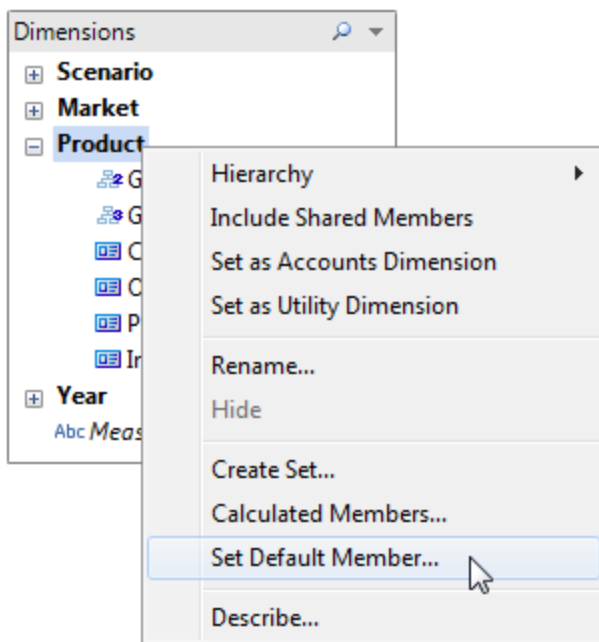 Dimensions
Scenario
Market
Product
Hierarchy
Include Shared Members
Set as Accounts Dimension
Set as Utility Dimension
Rename...
Hide
Year
Abc
Create Set...
Calculated Members...
Set Default Member...
Describe...